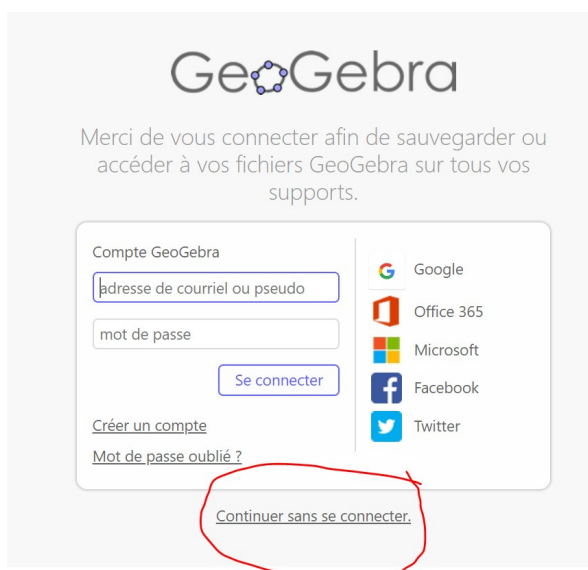 GeoGebra
Merci de vous connecter afin de sauvegarder ou
accéder à vos fichiers GeoGebra sur tous vos
supports.
Compte GeoGebra
adresse de courriel ou pseudo
mot de passe
Se connecter
Créer un compte
Mot de passe oublié ?
Google
Office 365
Microsoft
Facebook
Twitter
Continuer sans se connecter.